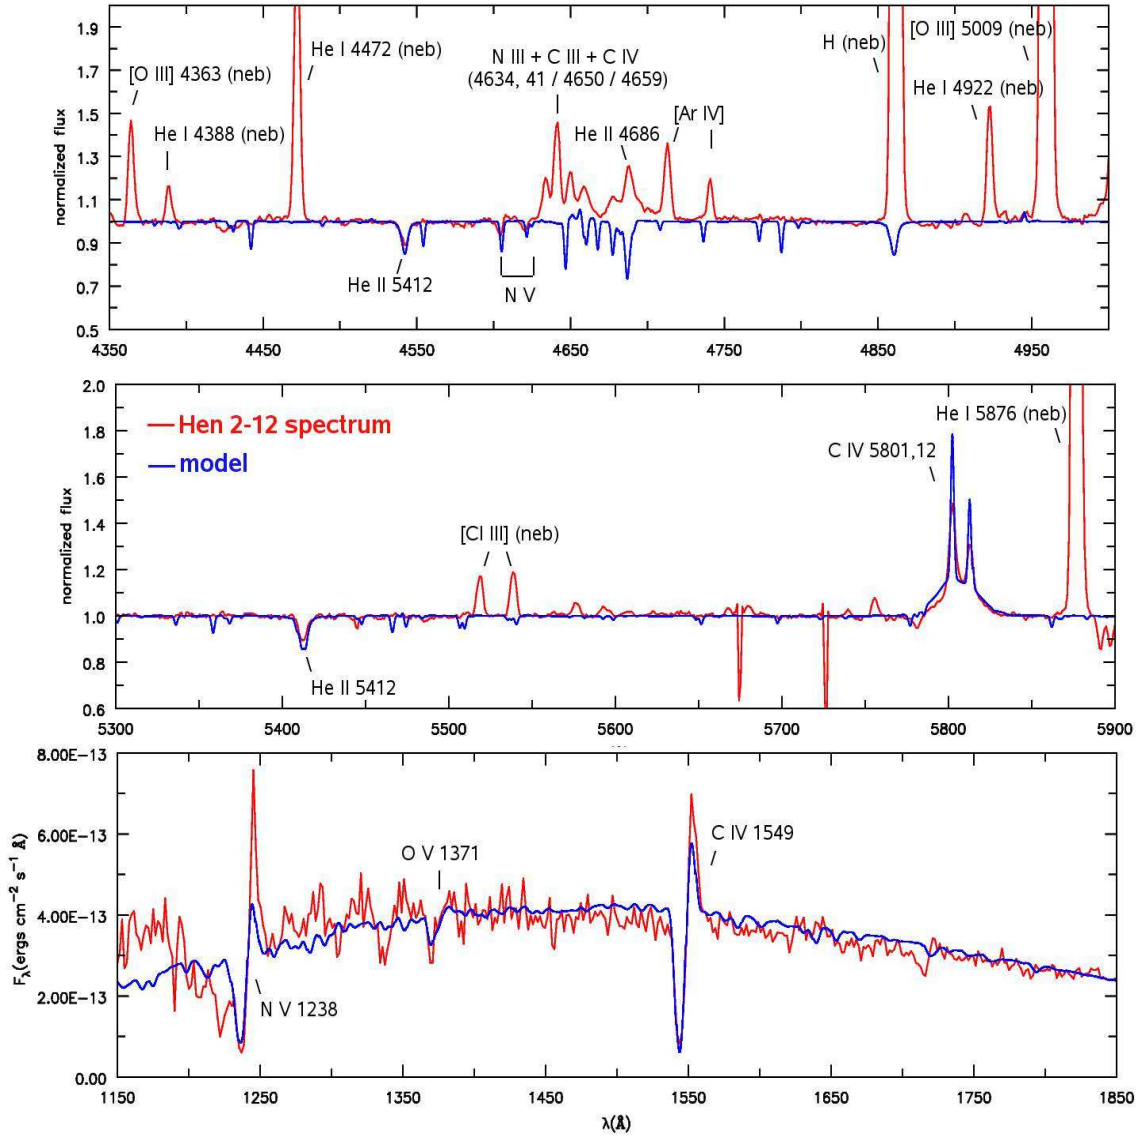 1.9
1.7
1.5
1.3
1.1
0.9
0.7
0.5
normalized flux
[O III] 4363 (neb)
He I 4388 (neb)
He I 4472 (neb)
N III + C III + C IV
(4634, 41 / 4650 / 4659)
He II 4686
[Ar IV]
H (neb)
[O III] 5009 (neb)
He I 4922 (neb)
He II 5412
N V
4350 4450 4550 4650 4750 4850 4950
2.0
1.8
1.6
1.4
1.2
1.0
0.8
0.6
normalized flux
Hen 2-12 spectrum
model
[Cl III] (neb)
C IV 5801,12
He I 5876 (neb)
He II 5412
5300 5400 5500 5600 5700 5800 5900
8.00E-13
6.00E-13
4.00E-13
2.00E-13
0.00
Fλ(ergs cm−2 s−1 Å)
O V 1371
C IV 1549
N V 1238
1150 1250 1350 1450 1550 1650 1750 1850
λ(Å)